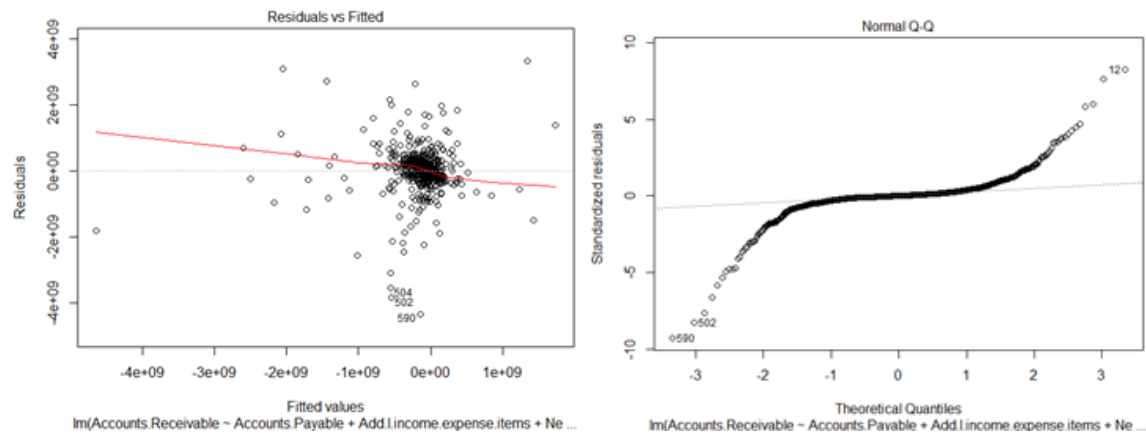 Residuals vs Fitted
Residuals
4e+09
2e+09
0e+00
-2e+09
-4e+09
504
502
590
-4e+09 -3e+09 -2e+09 -1e+09 0e+00 1e+09
Fitted values
lm(Accounts.Receivable ~ Accounts.Payable + Add.l.income.expense.items + Ne ...
Normal Q-Q
Standardized residuals
10
5
0
-5
-10
12
502
590
-3 -2 -1 0 1 2 3
Theoretical Quantiles
lm(Accounts.Receivable ~ Accounts.Payable + Add.l.income.expense.items + Ne ...